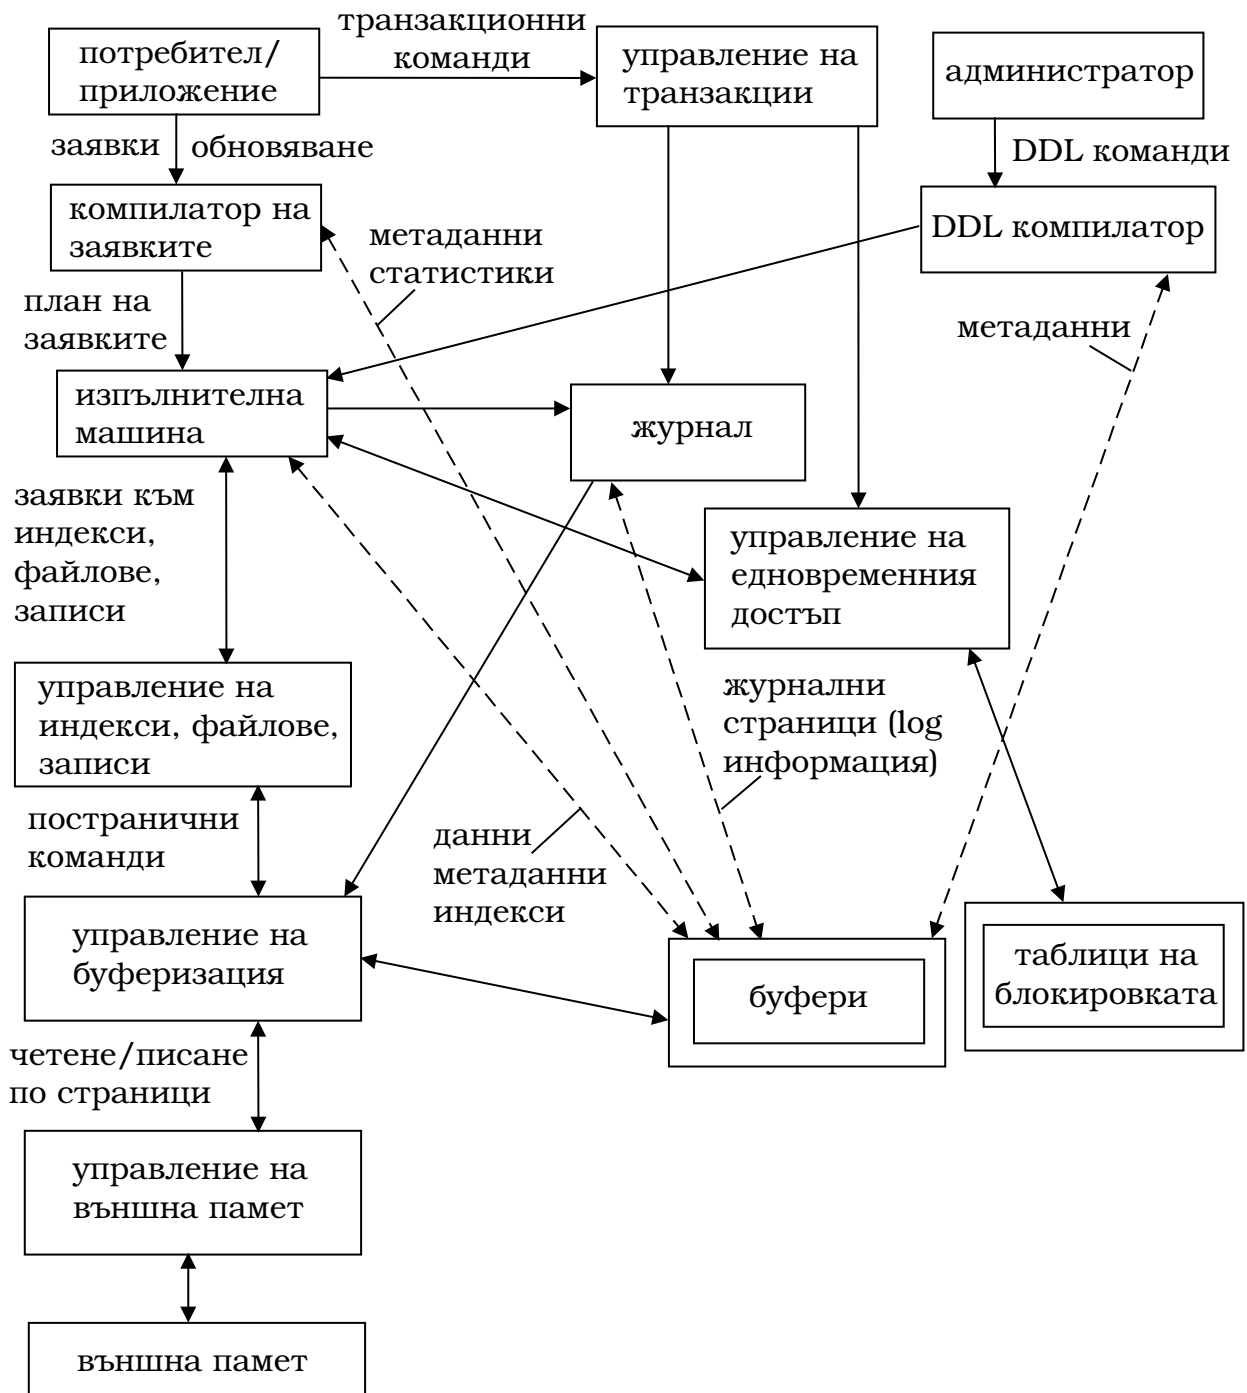 транзакционни
команди
потребител/
приложение
управление на
транзакции
администратор
заявки
обновяване
DDL команди
компилатор на
заявките
метаданни
статистики
DDL компилатор
план на
заявките
метаданни
изпълнителна
машина
журнал
заявки към
индекси,
файлове,
записи
управление на
едновременния
достъп
управление на
индекси, файлове,
записи
журнални
страници (log
информация)
постранични
команди
данни
метаданни
индекси
управление на
буферизация
буфери
таблици на
блокировката
четене/писане
по страници
управление на
външна памет
външна памет